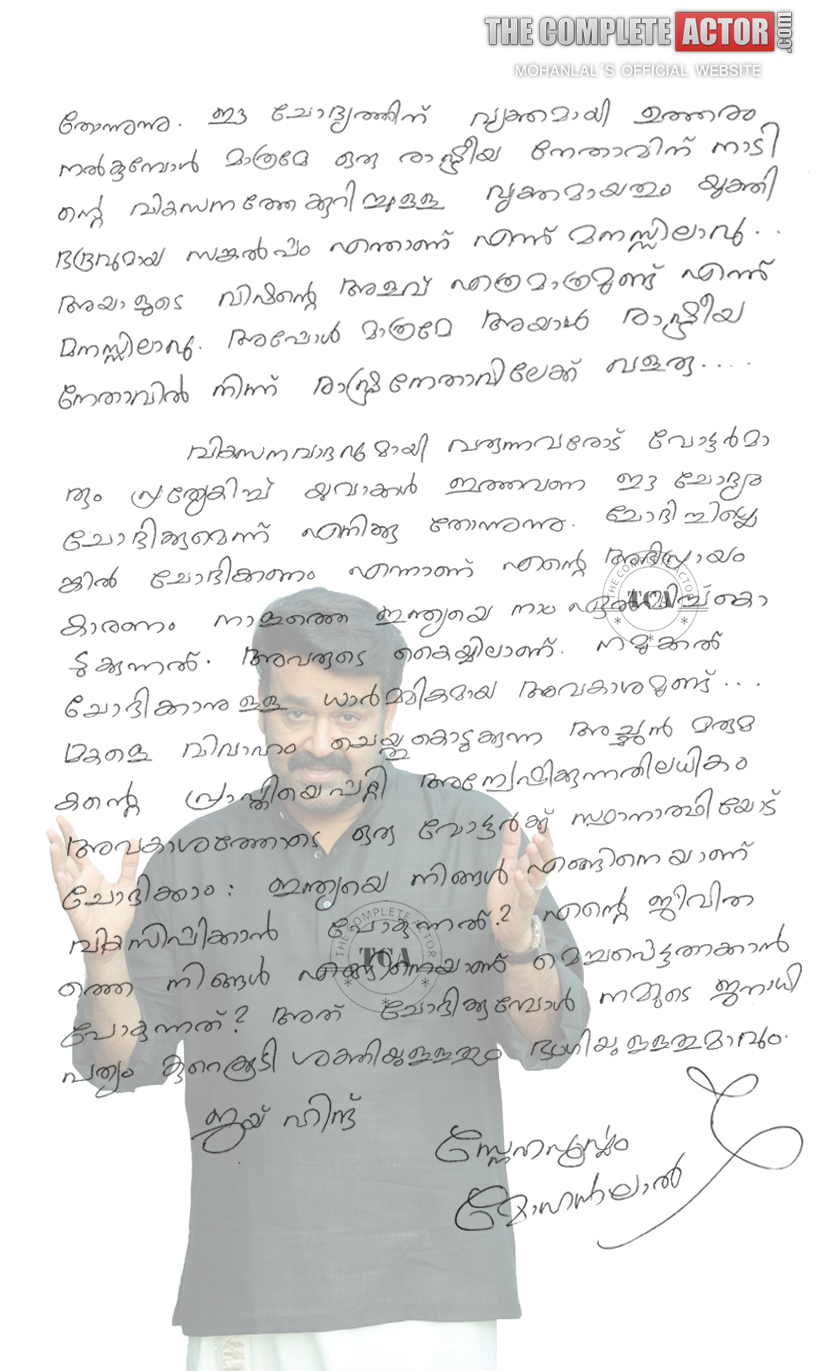 THE COMPLETE ACTOR.com
MOHANLAL'S OFFICIAL WEBSITE
തോന്നുന്നു. ഈ ചോദ്യത്തിന് വ്യക്തമായി ഉത്തരം
നൽകുമ്പോൾ മാത്രമേ ഒരു രാഷ്ട്രീയ നേതാവിന് നാടി
ന്റെ വികസനത്തേക്കുറിച്ചുള്ള വ്യക്തമായതും യുക്തി
ഭദ്രവുമായ സങ്കൽപ്പം എന്താണ് എന്ന് മനസ്സിലാവൂ..
അയാളുടെ വിഷന്റെ അളവ് എത്രമാത്രമുണ്ട് എന്ന്
മനസ്സിലാവൂ. അപ്പോൾ മാത്രമേ അയാൾ രാഷ്ട്രീയ
നേതാവിൽ നിന്ന് രാഷ്ട്രനേതാവിലേക്ക് വളരൂ....
വികസനവാദവുമായി വരുന്നവരോട് വോട്ടർമാ
രും പ്രത്യേകിച്ച് യുവാക്കൾ ഇത്തവണ ഈ ചോദ്യം
ചോദിക്കുമെന്ന് എനിക്കു തോന്നുന്നു. ചോദിച്ചില്ലെ
ങ്കിൽ ചോദിക്കണം എന്നാണ് എന്റെ അഭിപ്രായം
കാരണം നാളത്തെ ഇന്ത്യയെ നാം ഏൽപ്പിച്ച്കൊ
ടുക്കുന്നത്. അവരുടെ കൈയ്യിലാണ്. നമുക്കത്
ചോദിക്കാനുള്ള ധാർമ്മികമായ അവകാശമുണ്ട്...
മകളെ വിവാഹം ചെയ്തുകൊടുക്കുന്ന അച്ഛൻ മരുമ
കന്റെ പ്രാപ്തിയെപ്പറ്റി അന്വേഷിക്കുന്നതിലധികം
അവകാശത്തോടെ ഒരു വോട്ടർക്ക് സ്ഥാനാർത്ഥിയോട്
ചോദിക്കാം: ഇന്ത്യയെ നിങ്ങൾ എങ്ങിനെയാണ്
വികസിപ്പിക്കാൻ പോകുന്നത്.? എന്റെ ജീവിത
ത്തെ നിങ്ങൾ എങ്ങിനെയാണ് മെച്ചപ്പെടുത്താൻ
പോകുന്നത്? അത് ചോദിക്കുമ്പോൾ നമ്മുടെ ജനാധി
പത്യം കുറെക്കൂടി ശക്തിയുള്ളതും ഭംഗിയുള്ളതുമാവും.
ജയ് ഹിന്ദ്
സ്നേഹപൂർവ്വം
മോഹൻലാൽ
THE COMPLETE ACTOR
TCA
THE COMPLETE ACTOR
TCA